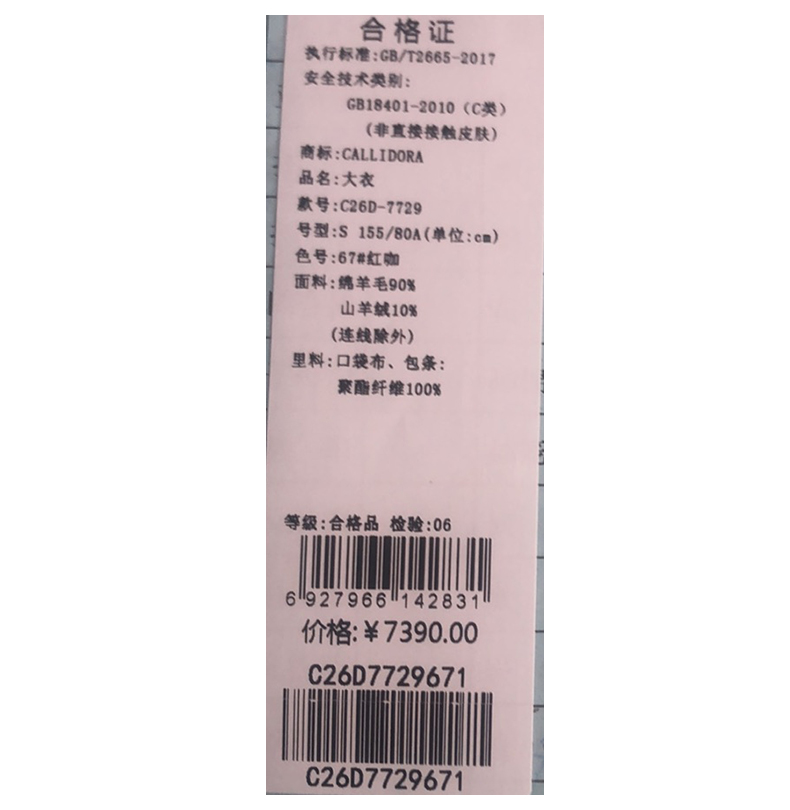 合格证
执行标准:GB/T2665-2017
安全技术类别:
GB18401-2010（C类）
(非直接接触皮肤)
商标:CALLIDORA
品名:大衣
款号:C26D-7729
号型:S 155/80A(单位:cm)
色号:67#红咖
面料:绵羊毛90%
山羊绒10%
(连线除外)
里料:口袋布、包条:
聚酯纤维100%
等级:合格品 检验:06
6 927966 142831
价格:￥7390.00
C26D7729671
C26D7729671